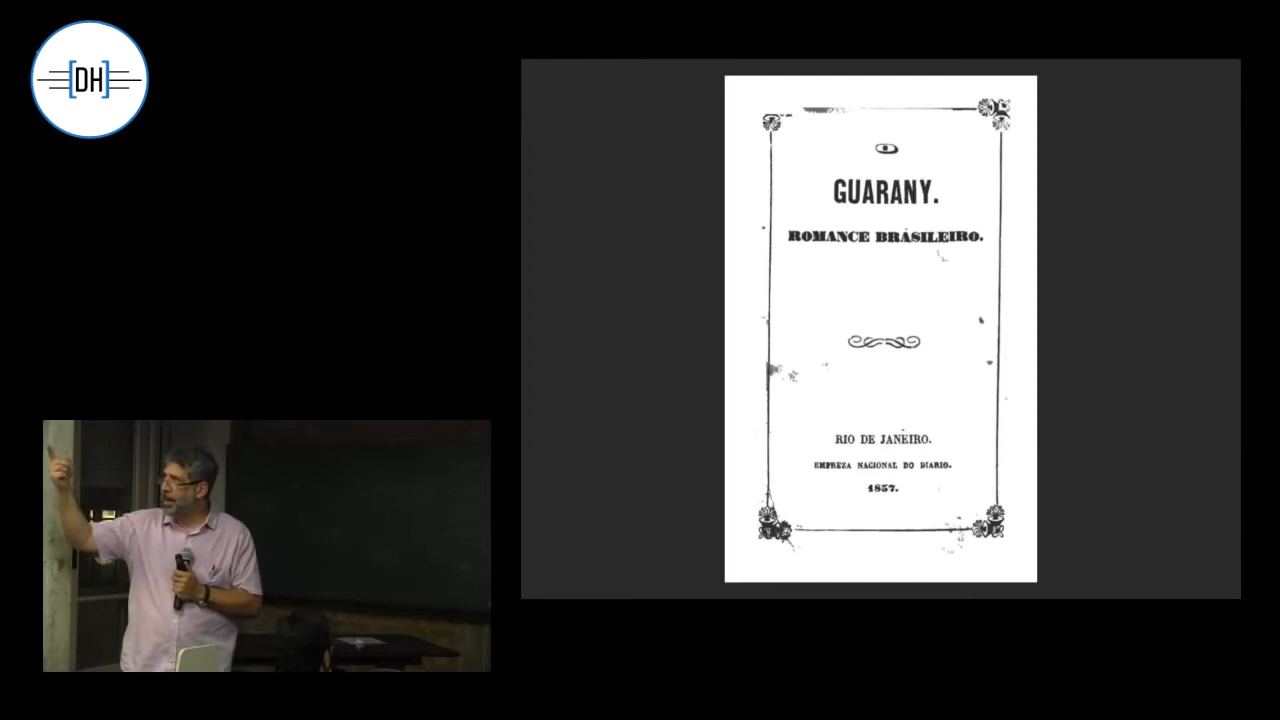 [DH]
O
GUARANY.
ROMANCE BRASILEIRO.
RIO DE JANEIRO.
EMPREZA NACIONAL DO DIARIO.
1857.